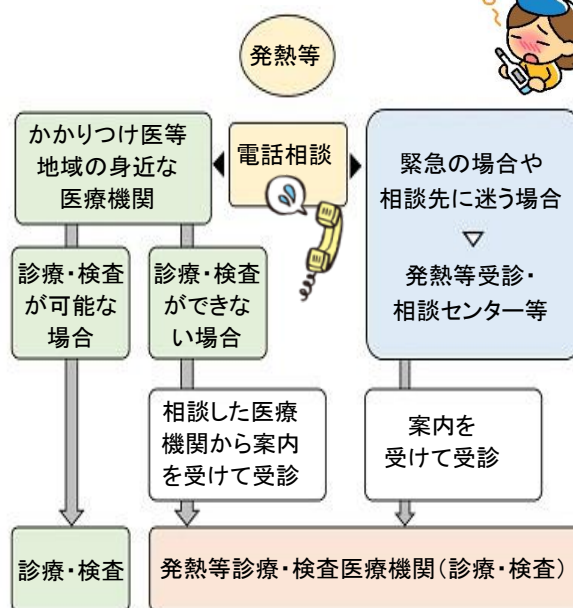 発熱等
電話相談
かかりつけ医等
地域の身近な
医療機関
緊急の場合や
相談先に迷う場合
▽
発熱等受診・
相談センター等
診療・検査
が可能な
場合
診療・検査
ができな
い場合
相談した医療
機関から案内
を受けて受診
案内を
受けて受診
診療・検査
発熱等診療・検査医療機関(診療・検査)